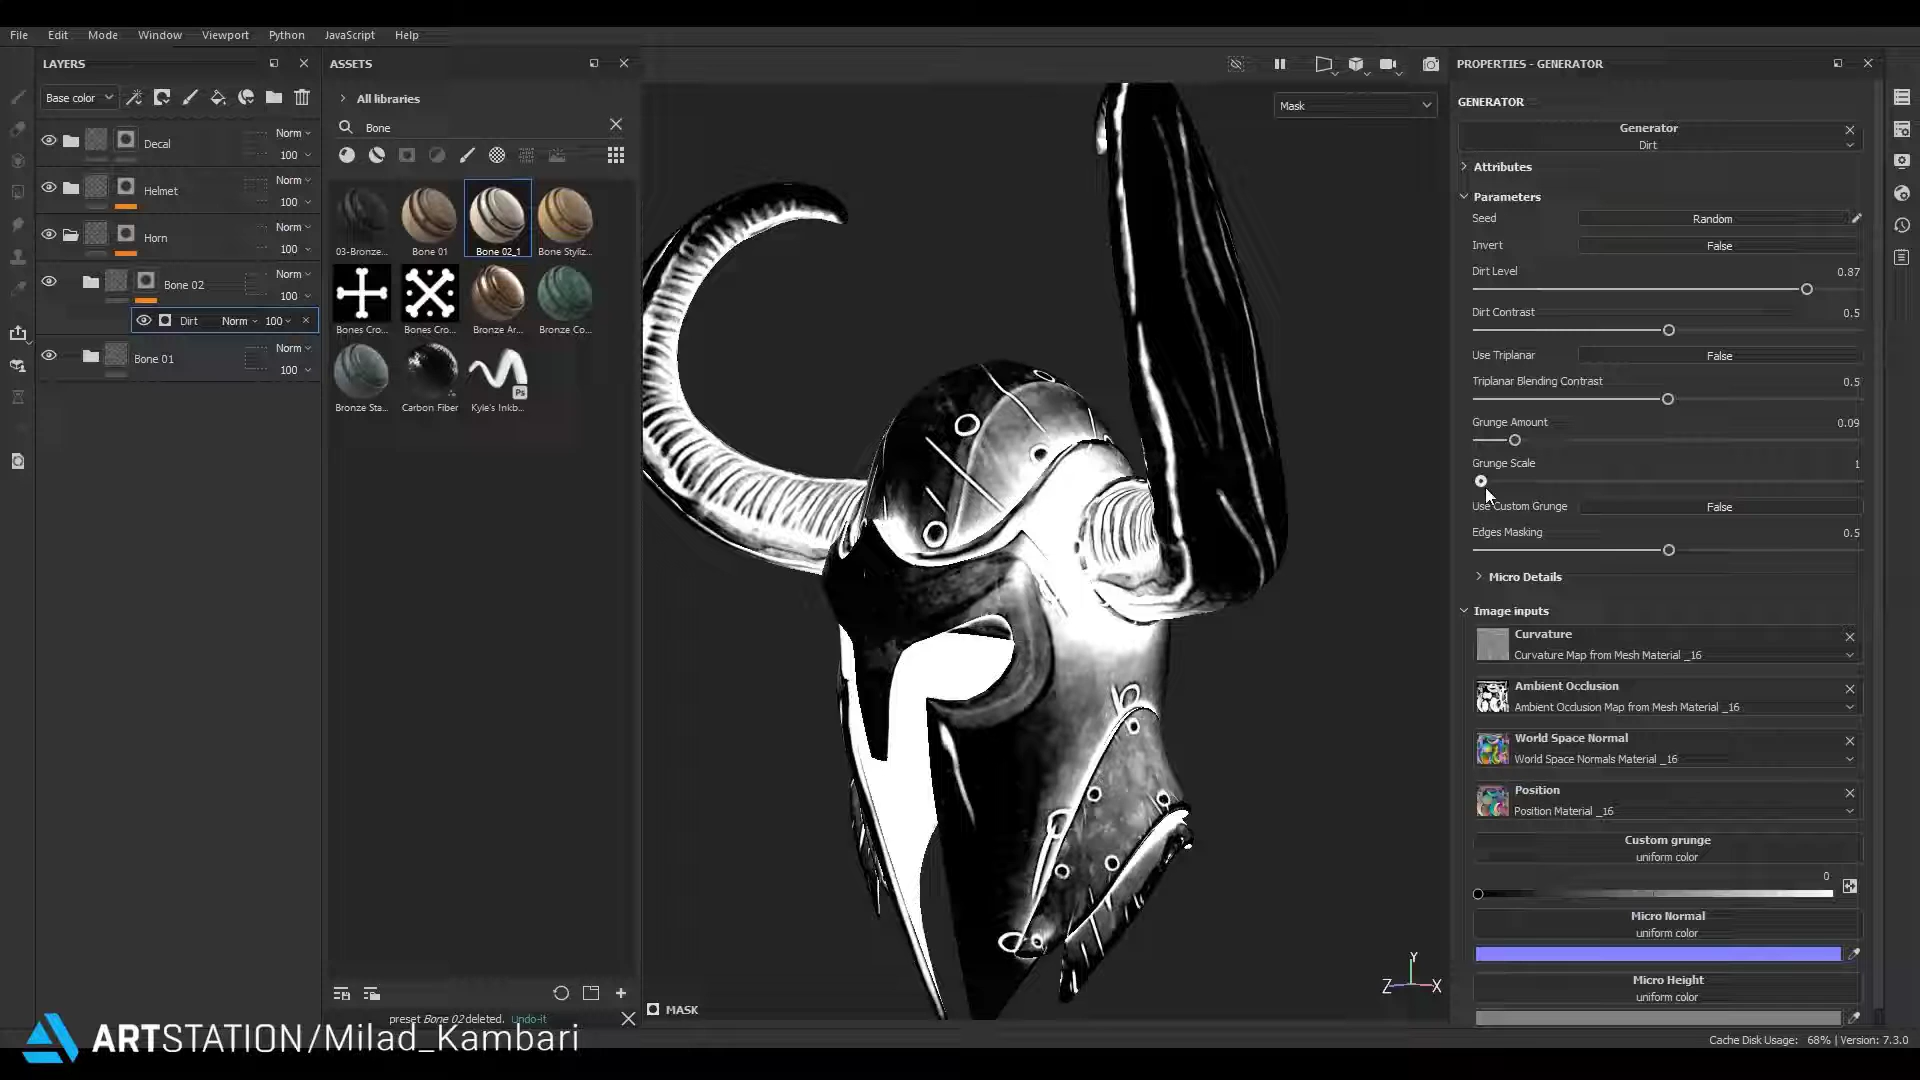 File Edit Mode Window Viewport Python JavaScript Help
LAYERS
Base color
Decal Norm 100
Helmet Norm 100
Horn Norm 100
Bone 02 Norm 100
Dirt Norm 100
Bone 01 Norm 100
ASSETS
All libraries
Bone
03-Bronze... Bone 01 Bone 02_1 Bone Styliz...
Bones Cro... Bones Cro... Bronze Ar... Bronze Co...
Bronze Sta... Carbon Fiber Kyle's Inkb...
Ps
preset Bone 02 deleted. Undo-it
ARTSTATION/Milad_Kambari
Mask
Y
Z X
MASK
PROPERTIES - GENERATOR
GENERATOR
Generator
Dirt
Attributes
Parameters
Seed Random
Invert False
Dirt Level 0.87
Dirt Contrast 0.5
Use Triplanar False
Triplanar Blending Contrast 0.5
Grunge Amount 0.09
Grunge Scale 1
Use Custom Grunge False
Edges Masking 0.5
Micro Details
Image inputs
Curvature
Curvature Map from Mesh Material _16
Ambient Occlusion
Ambient Occlusion Map from Mesh Material _16
World Space Normal
World Space Normals Material _16
Position
Position Material _16
Custom grunge
uniform color
0
Micro Normal
uniform color
Micro Height
uniform color
Cache Disk Usage: 68% | Version: 7.3.0